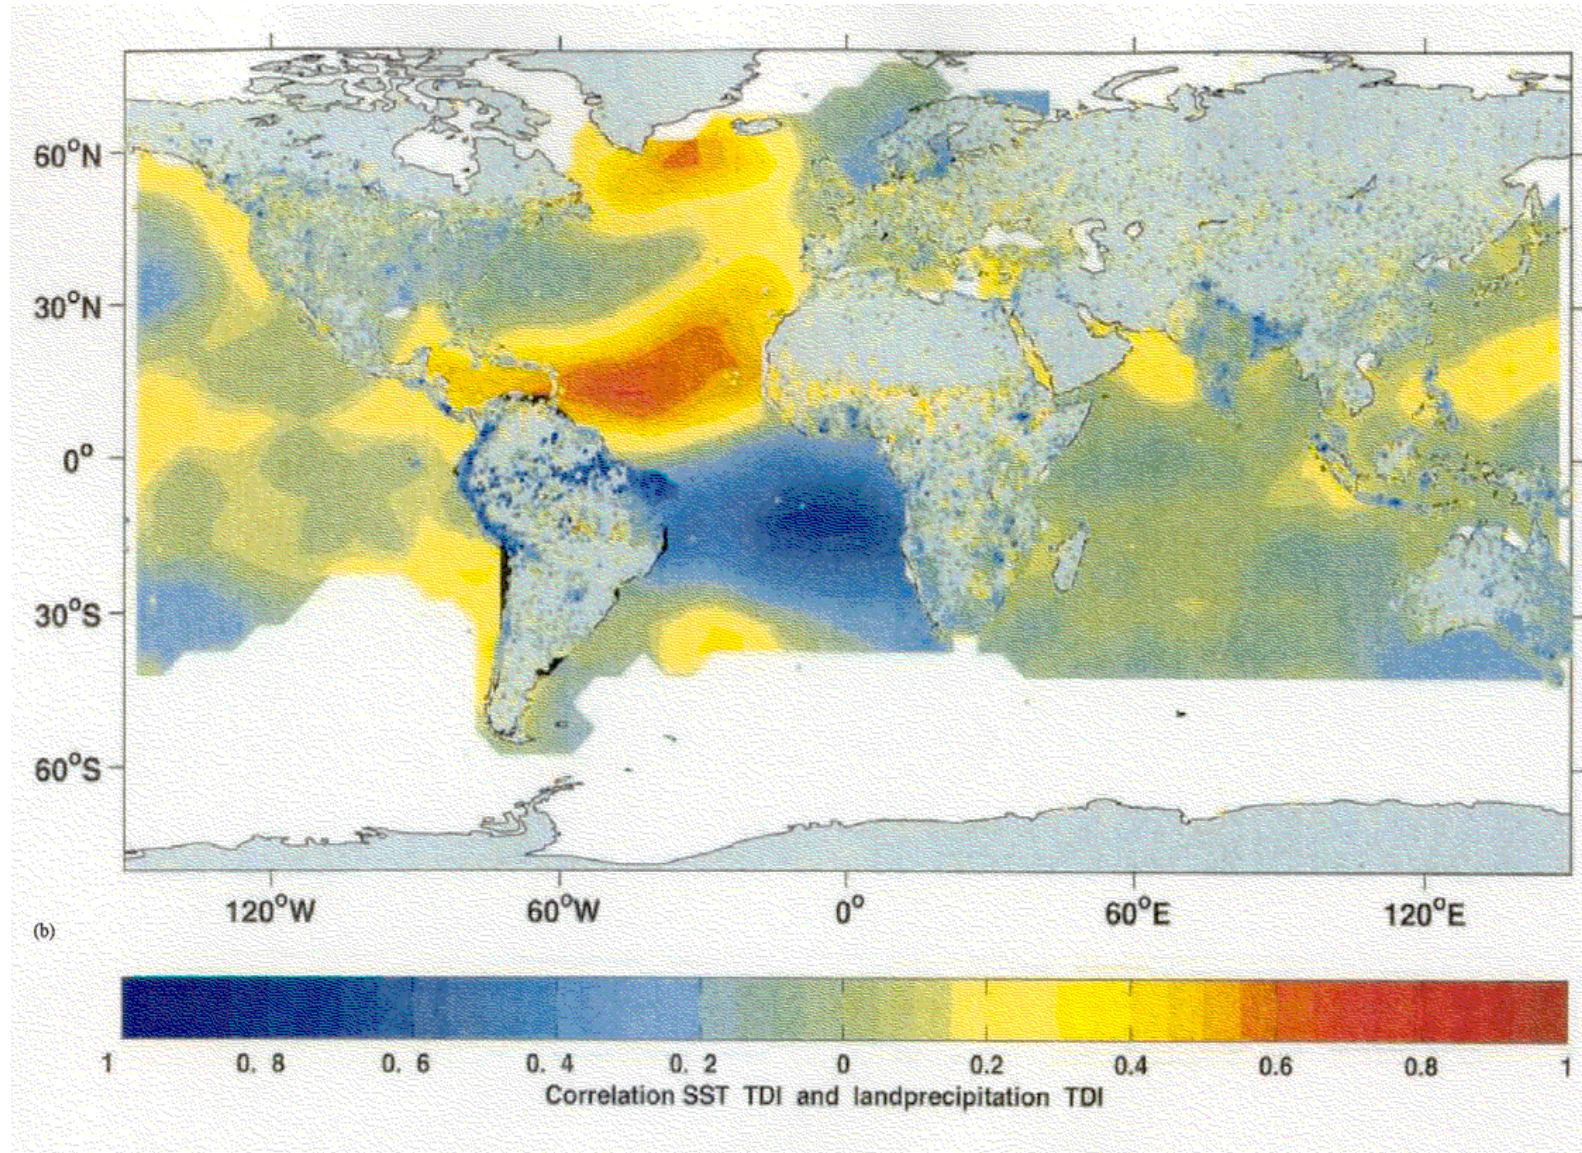 60°N
30°N
0°
30°S
60°S
120°W 60°W 0° 60°E 120°E
(b)
1 0. 8 0. 6 0. 4 0. 2 0 0.2 0.4 0.6 0.8 1
Correlation SST TDI and landprecipitation TDI